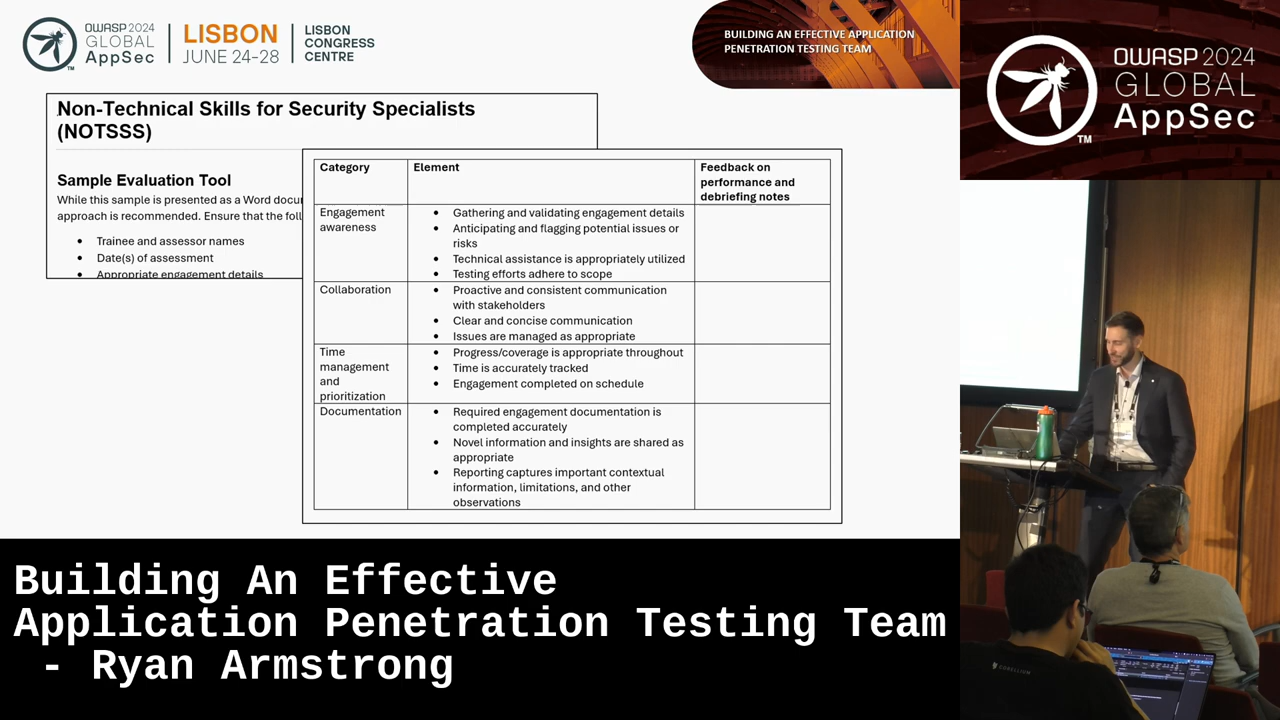 OWASP 2024
GLOBAL
AppSec
TM
LISBON
JUNE 24-28
LISBON
CONGRESS
CENTRE
BUILDING AN EFFECTIVE APPLICATION
PENETRATION TESTING TEAM
OWASP 2024
GLOBAL
AppSec
TM
Non-Technical Skills for Security Specialists
(NOTSSS)
Sample Evaluation Tool
While this sample is presented as a Word
approach is recommended. Ensure that the
• Trainee and assessor names
• Date(s) of assessment
• Appropriate engagement details
Category Element Feedback on
performance and
debriefing notes
Engagement
awareness
• Gathering and validating engagement details
• Anticipating and flagging potential issues or
risks
• Technical assistance is appropriately utilized
• Testing efforts adhere to scope
Collaboration
• Proactive and consistent communication
with stakeholders
• Clear and concise communication
• Issues are managed as appropriate
Time
management
and
prioritization
• Progress/coverage is appropriate throughout
• Time is accurately tracked
• Engagement completed on schedule
Documentation
• Required engagement documentation is
completed accurately
• Novel information and insights are shared as
appropriate
• Reporting captures important contextual
information, limitations, and other
observations
Building An Effective
Application Penetration Testing Team
- Ryan Armstrong
CORELLIUM